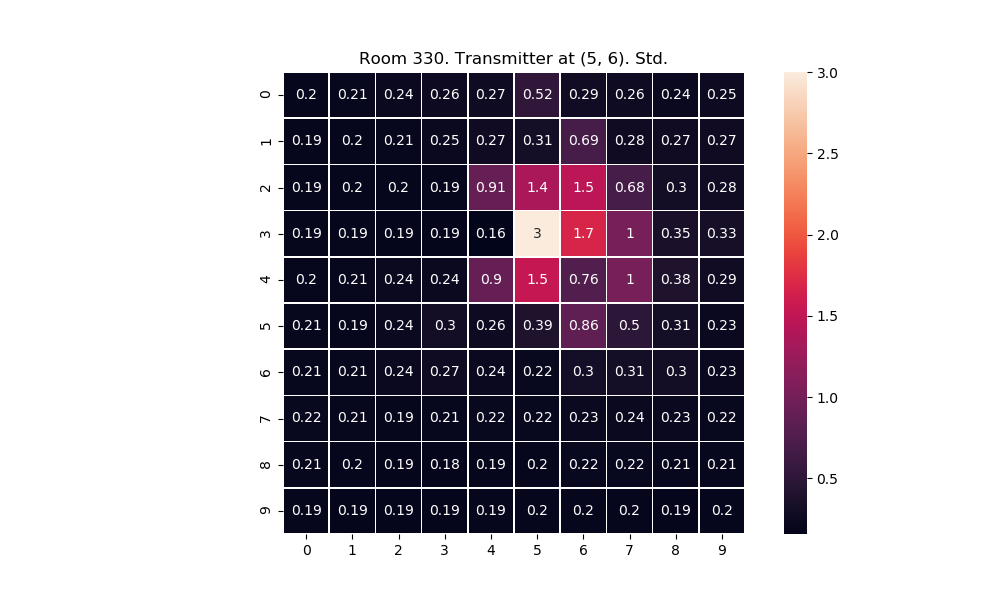 Room 330. Transmitter at (5, 6). Std.
0 0.2 0.21 0.24 0.26 0.27 0.52 0.29 0.26 0.24 0.25
1 0.19 0.2 0.21 0.25 0.27 0.31 0.69 0.28 0.27 0.27
2 0.19 0.2 0.2 0.19 0.91 1.4 1.5 0.68 0.3 0.28
3 0.19 0.19 0.19 0.19 0.16 3 1.7 1 0.35 0.33
4 0.2 0.21 0.24 0.24 0.9 1.5 0.76 1 0.38 0.29
5 0.21 0.19 0.24 0.3 0.26 0.39 0.86 0.5 0.31 0.23
6 0.21 0.21 0.24 0.27 0.24 0.22 0.3 0.31 0.3 0.23
7 0.22 0.21 0.19 0.21 0.22 0.22 0.23 0.24 0.23 0.22
8 0.21 0.2 0.19 0.18 0.19 0.2 0.22 0.22 0.21 0.21
9 0.19 0.19 0.19 0.19 0.19 0.2 0.2 0.2 0.19 0.2
0 1 2 3 4 5 6 7 8 9
3.0
2.5
2.0
1.5
1.0
0.5